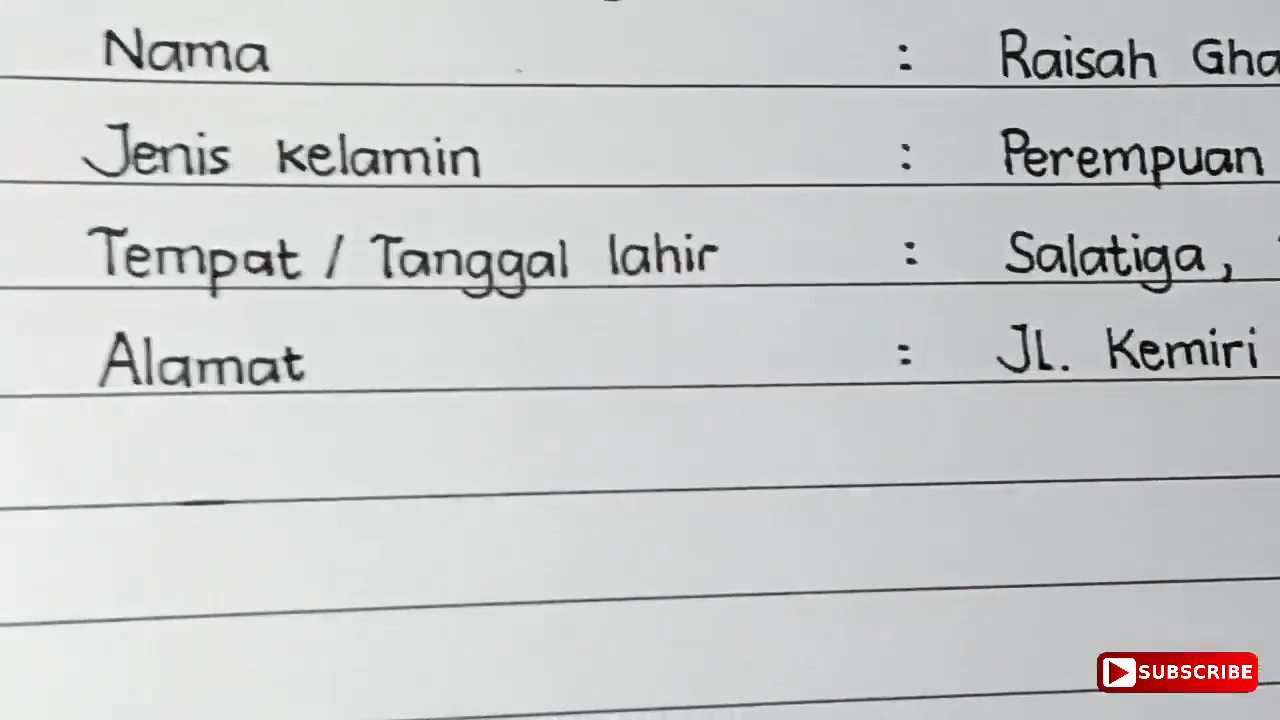 Nama : Raisah Gha
Jenis kelamin : Perempuan
Tempat / Tanggal lahir : Salatiga,
Alamat : Jl. Kemiri
SUBSCRIBE